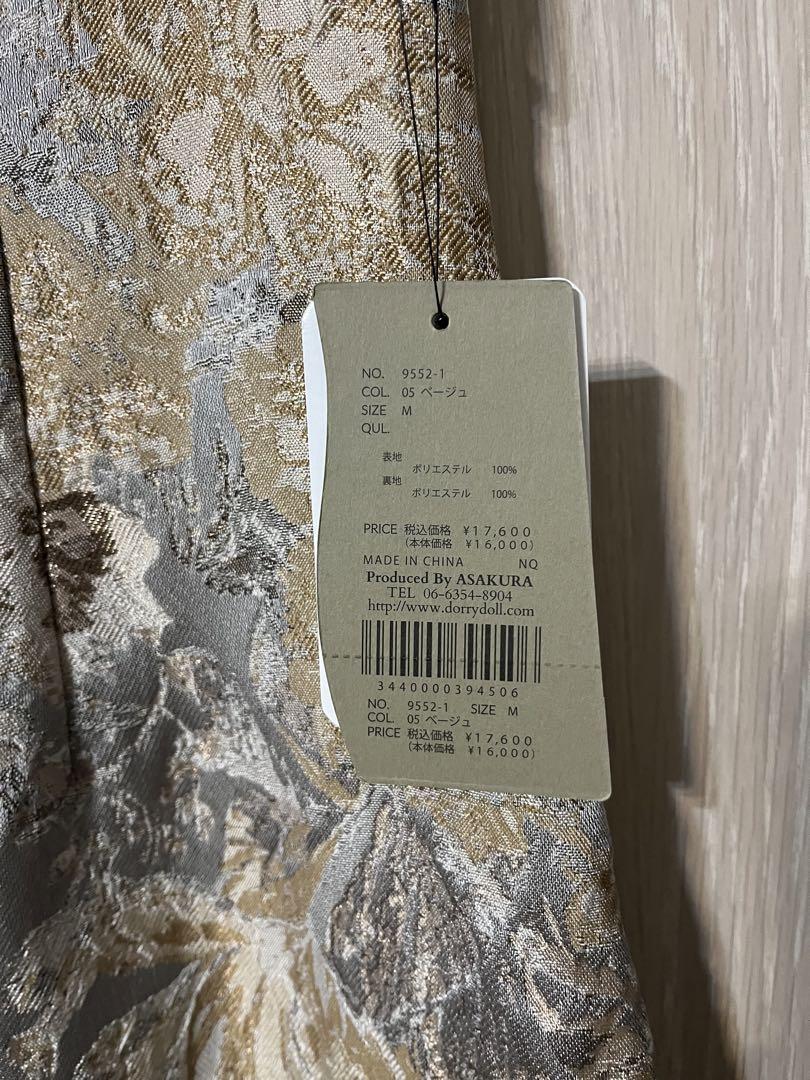 NO. 9552-1
COL. 05 ベージュ
SIZE M
QUL.
表地
ポリエステル 100%
裏地
ポリエステル 100%
PRICE 税込価格 ¥17,600
(本体価格 ¥16,000)
MADE IN CHINA NQ
Produced By ASAKURA
TEL 06-6354-8904
http://www.dorrydoll.com
3440000394506
NO. 9552-1 SIZE M
COL. 05 ベージュ
PRICE 税込価格 ¥17,600
(本体価格 ¥16,000)